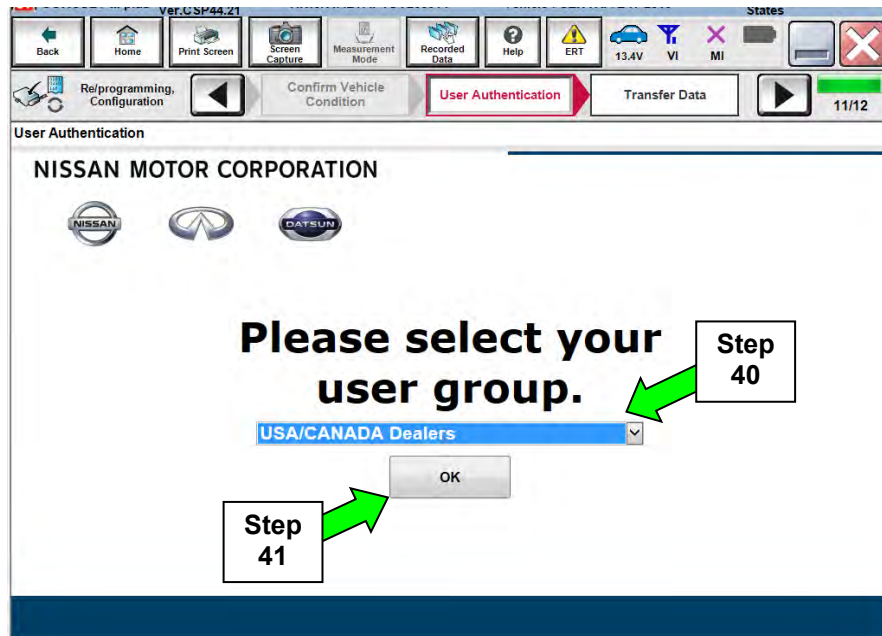 Ver.CSP44.21
States
Back
Home
Print Screen
Screen
Capture
Measurement
Mode
Recorded
Data
Help
ERT
13.4V
VI
MI
Re/programming,
Configuration
Confirm Vehicle
Condition
User Authentication
Transfer Data
11/12
User Authentication
NISSAN MOTOR CORPORATION
NISSAN
DATSUN
Please select your
user group.
Step
40
USA/CANADA Dealers
OK
Step
41